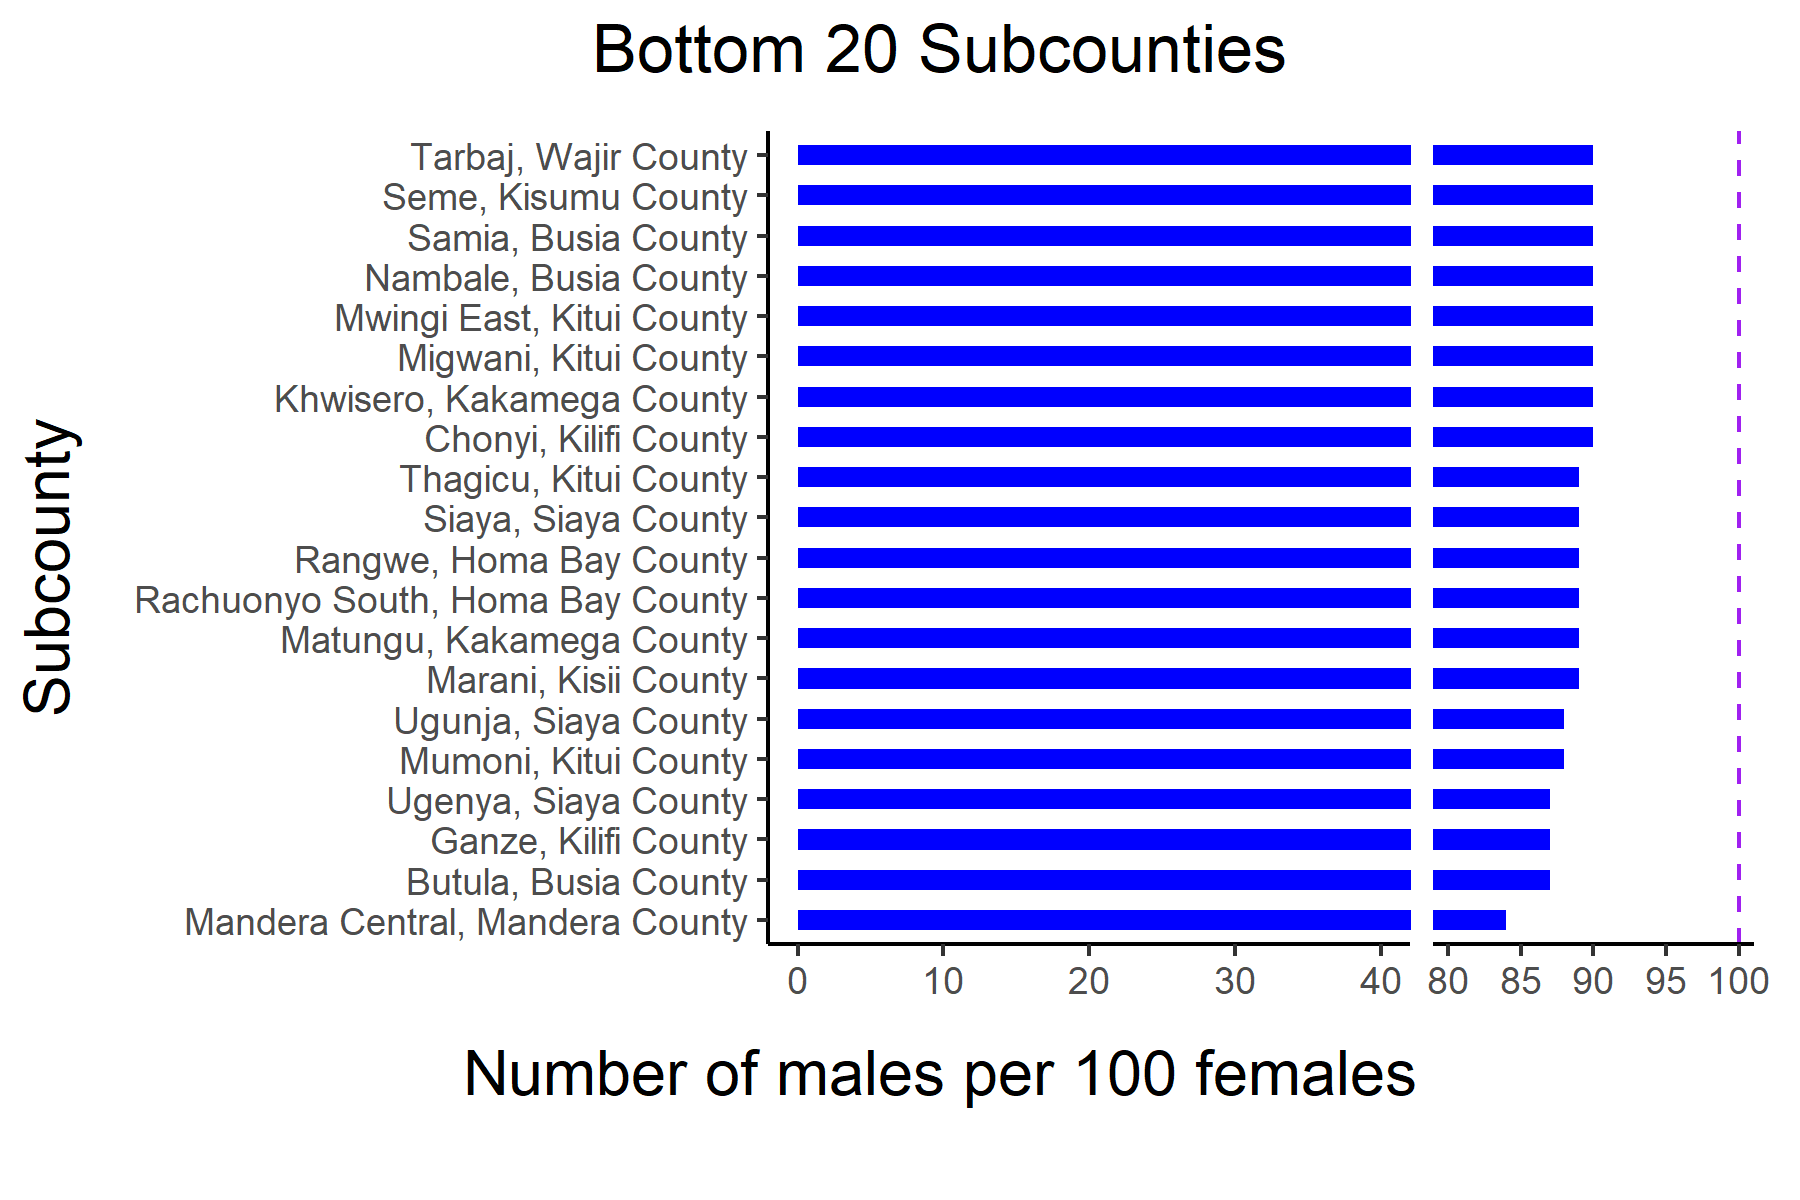 Bottom 20 Subcounties
Subcounty
Tarbaj, Wajir County
Seme, Kisumu County
Samia, Busia County
Nambale, Busia County
Mwingi East, Kitui County
Migwani, Kitui County
Khwisero, Kakamega County
Chonyi, Kilifi County
Thagicu, Kitui County
Siaya, Siaya County
Rangwe, Homa Bay County
Rachuonyo South, Homa Bay County
Matungu, Kakamega County
Marani, Kisii County
Ugunja, Siaya County
Mumoni, Kitui County
Ugenya, Siaya County
Ganze, Kilifi County
Butula, Busia County
Mandera Central, Mandera County
0 10 20 30 40 80 85 90 95 100
Number of males per 100 females